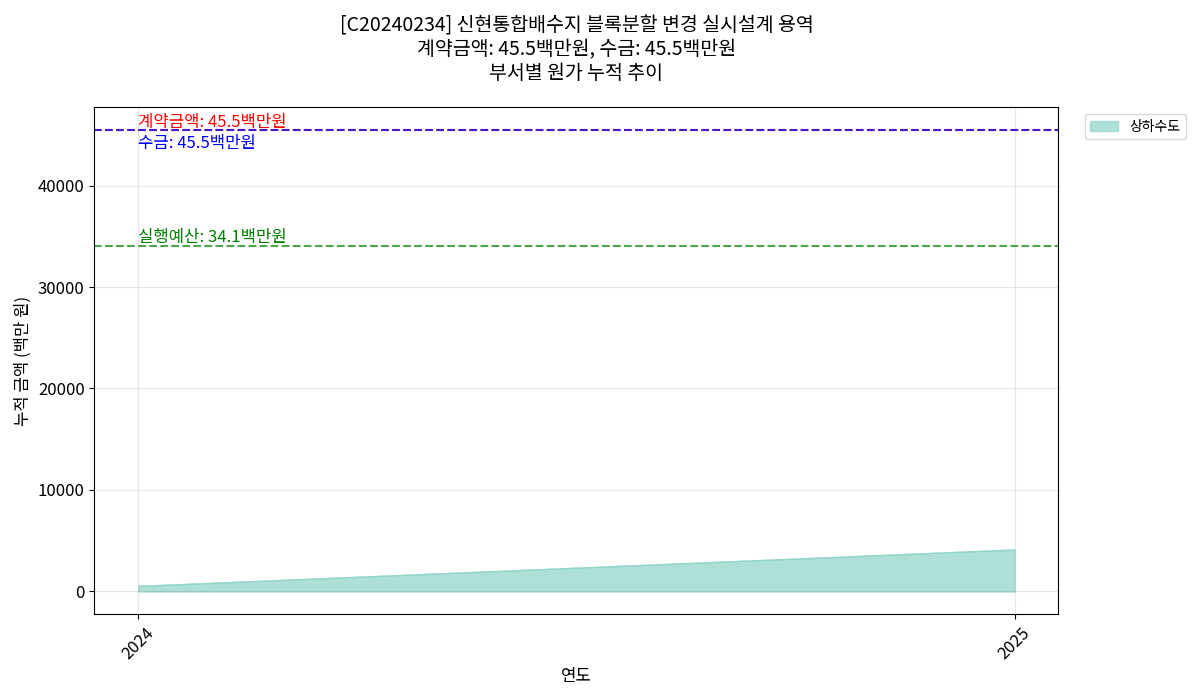 [C20240234] 신현통합배수지 블록분할 변경 실시설계 용역
계약금액: 45.5백만원, 수금: 45.5백만원
부서별 원가 누적 추이
계약금액: 45.5백만원
수금: 45.5백만원
실행예산: 34.1백만원
상하수도
누적 금액 (백만 원)
40000
30000
20000
10000
0
2024
2025
연도